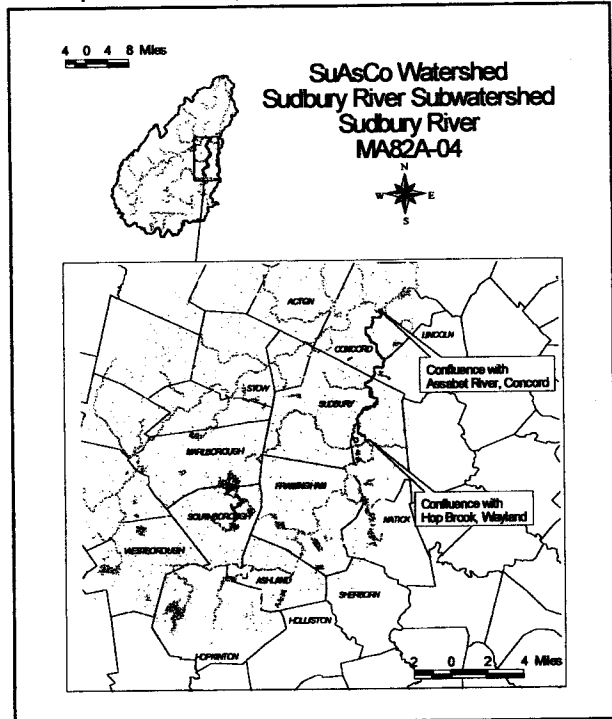 4 0 4 8 Miles
SuAsCo Watershed
Sudbury River Subwatershed
Sudbury River
MA82A-04
N
W E
S
ACTON
LINCOLN
CONCORD
Confluence with
Assabet River, Concord
STOW
SUDBURY
MARLBOROUGH
FRAMINGHAM
Confluence with
Hop Brook, Wayland
SOUTHBOROUGH
NATICK
WESTBOROUGH
ASHLAND
SHERBORN
HOLLISTON
HOPKINTON
2 0 2 4 Miles